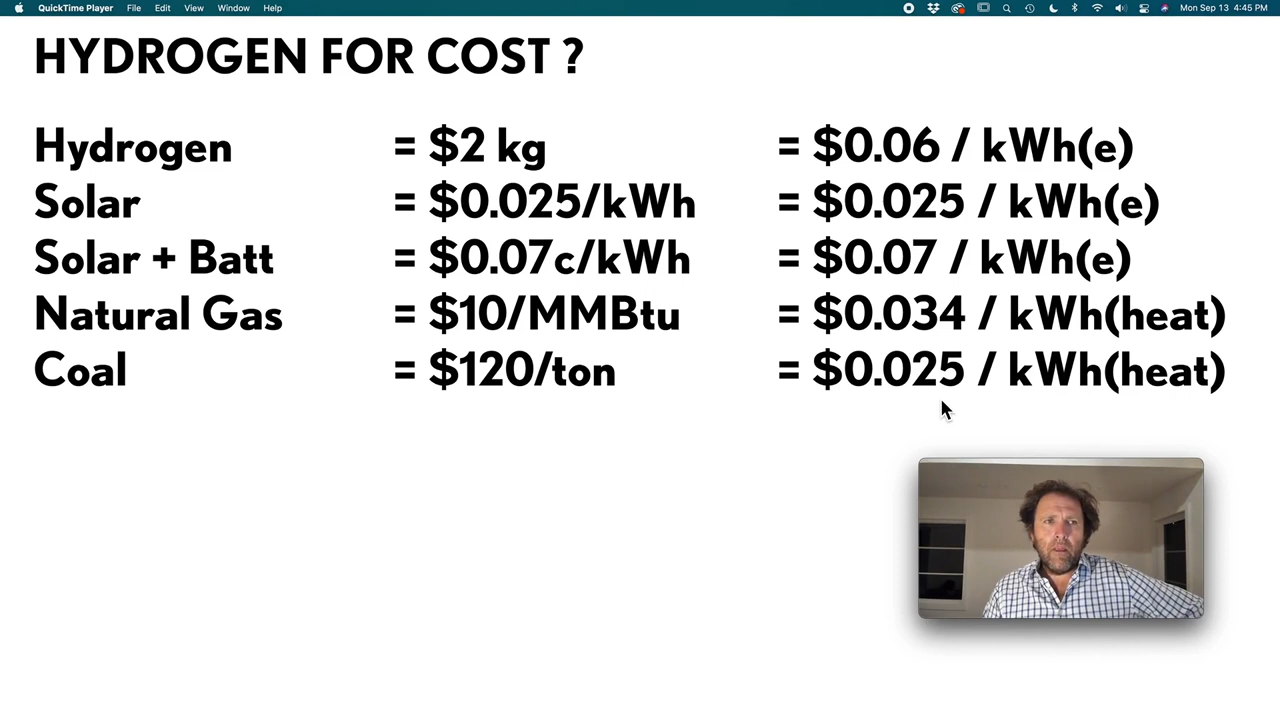 QuickTime Player File Edit View Window Help Mon Sep 13 4:45 PM
HYDROGEN FOR COST ?
Hydrogen = $2 kg = $0.06 / kWh(e)
Solar = $0.025/kWh = $0.025 / kWh(e)
Solar + Batt = $0.07c/kWh = $0.07 / kWh(e)
Natural Gas = $10/MMBtu = $0.034 / kWh(heat)
Coal = $120/ton = $0.025 / kWh(heat)